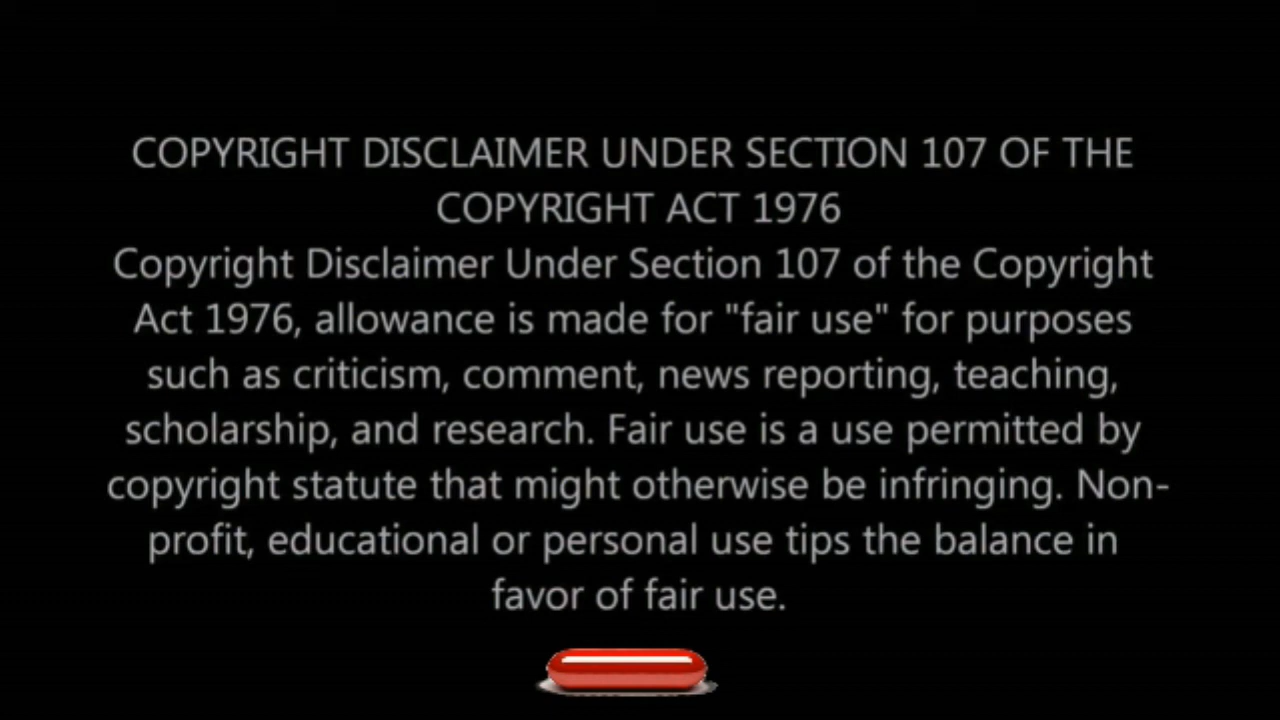 COPYRIGHT DISCLAIMER UNDER SECTION 107 OF THE
COPYRIGHT ACT 1976
Copyright Disclaimer Under Section 107 of the Copyright
Act 1976, allowance is made for "fair use" for purposes
such as criticism, comment, news reporting, teaching,
scholarship, and research. Fair use is a use permitted by
copyright statute that might otherwise be infringing. Non-
profit, educational or personal use tips the balance in
favor of fair use.